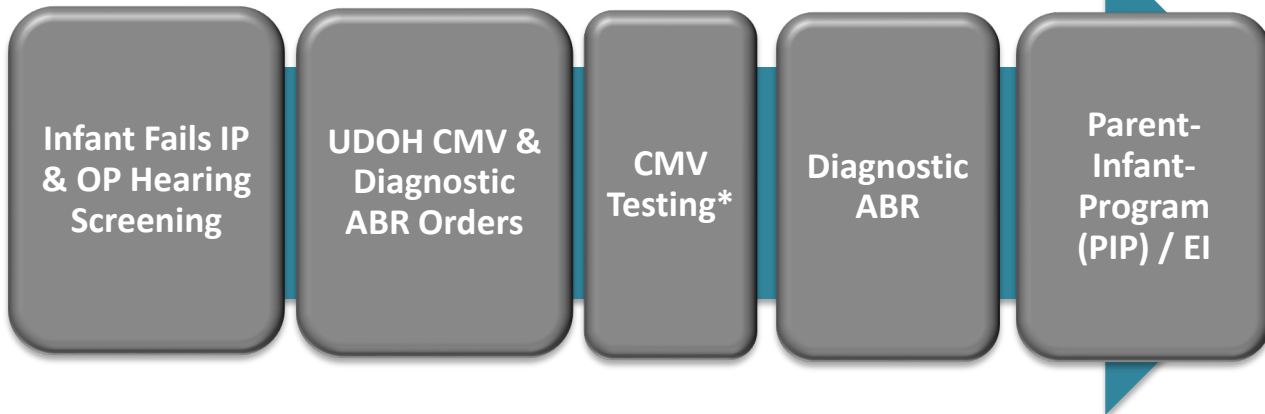 Infant Fails IP
& OP Hearing
Screening
UDOH CMV &
Diagnostic
ABR Orders
CMV
Testing*
Diagnostic
ABR
Parent-
Infant-
Program
(PIP) / EI